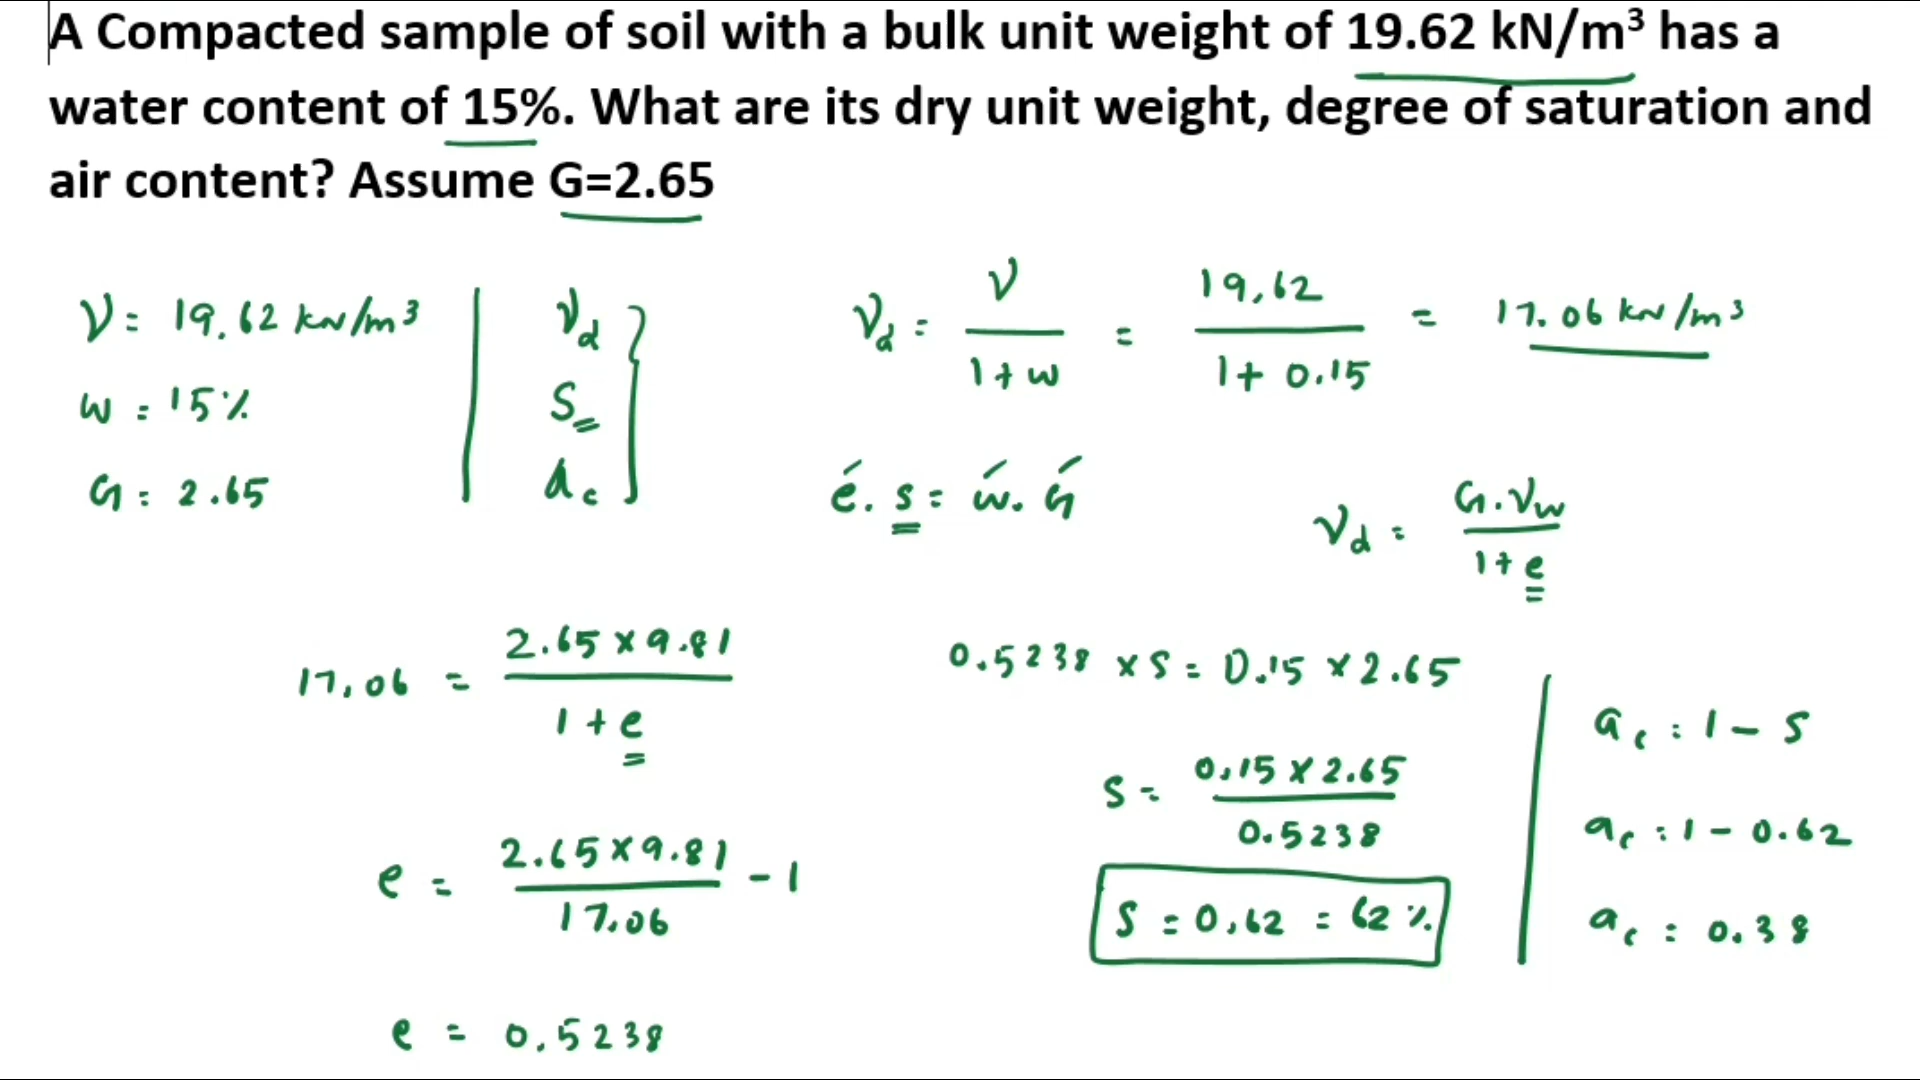 A Compacted sample of soil with a bulk unit weight of 19.62 kN/m³ has a
water content of 15%. What are its dry unit weight, degree of saturation and
air content? Assume G=2.65
γ = 19.62 kN/m³
w = 15%
G = 2.65
γd
S
ac
γd = γ / (1 + w) = 19.62 / (1 + 0.15) = 17.06 kN/m³
e . s = w . G
γd = G . γw / (1 + e)
17.06 = 2.65 × 9.81 / (1 + e)
e = 2.65 × 9.81 / 17.06 - 1
e = 0.5238
0.5238 × S = 0.15 × 2.65
S = 0.15 × 2.65 / 0.5238
S = 0.62 = 62 %
ac = 1 - S
ac = 1 - 0.62
ac = 0.38